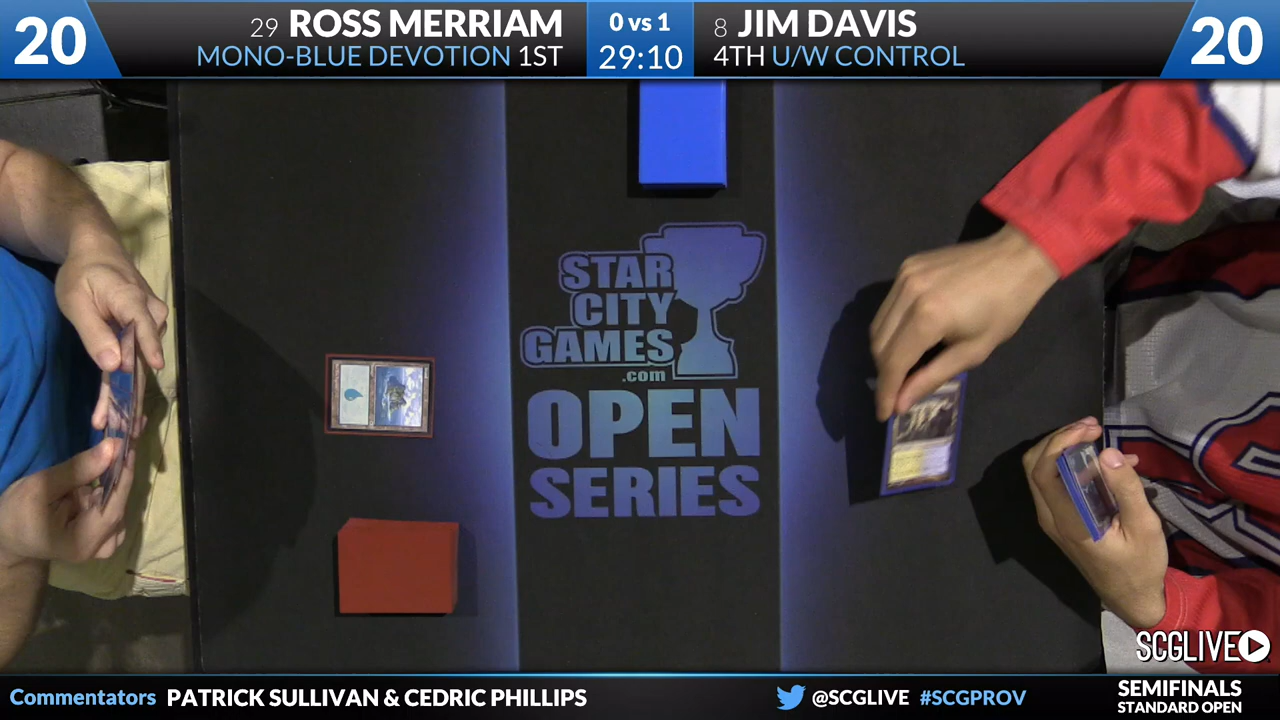 20
29 ROSS MERRIAM
MONO-BLUE DEVOTION 1ST
0 vs 1
29:10
8 JIM DAVIS
4TH U/W CONTROL
20
STAR
CITY
GAMES
.com
OPEN
SERIES
SCGLIVE
Commentators PATRICK SULLIVAN & CEDRIC PHILLIPS
@SCGLIVE #SCGPROV
SEMIFINALS
STANDARD OPEN